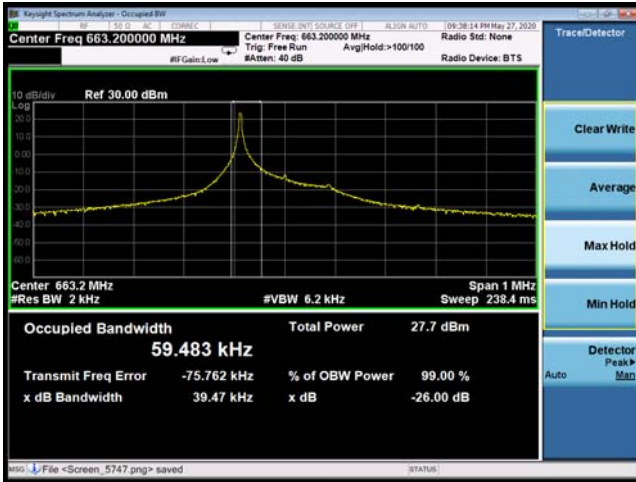 Keysight Spectrum Analyzer - Occupied BW
RF 50 Ω AC CORREC SENSE:INT SOURCE OFF ALIGN AUTO 09:38:14 PM May 27, 2020
Center Freq 663.200000 MHz Center Freq: 663.200000 MHz Radio Std: None Trace/Detector
Trig: Free Run Avg|Hold:>100/100
#IFGain:Low #Atten: 40 dB Radio Device: BTS
10 dB/div Ref 30.00 dBm
Log
20.0
10.0
0.00
-10.0
-20.0
-30.0
-40.0
-50.0
-60.0
Clear Write
Average
Max Hold
Min Hold
Center 663.2 MHz Span 1 MHz
#Res BW 2 kHz #VBW 6.2 kHz Sweep 238.4 ms
Occupied Bandwidth Total Power 27.7 dBm
59.483 kHz
Transmit Freq Error -75.762 kHz % of OBW Power 99.00 %
x dB Bandwidth 39.47 kHz x dB -26.00 dB
Detector
Peak▶
Auto Man
MSG File <Screen_5747.png> saved STATUS